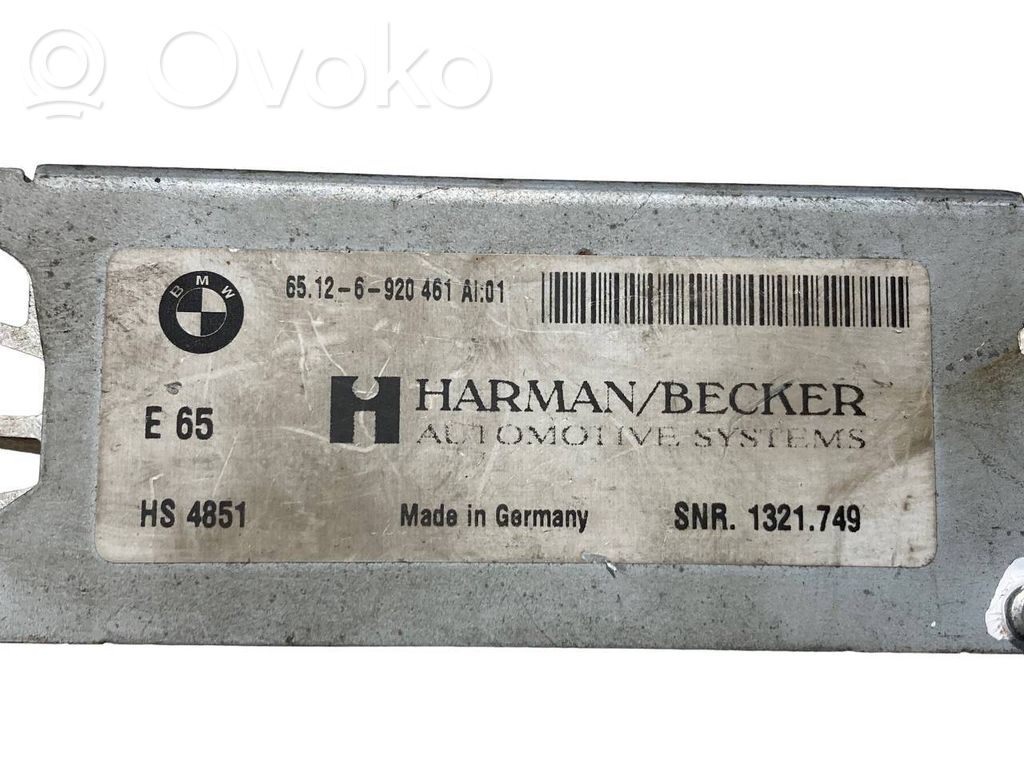 Ovoko
BMW
65.12-6-920 461 AI:01
E 65
HARMAN/BECKER
AUTOMOTIVE SYSTEMS
HS 4851
Made in Germany
SNR. 1321.749